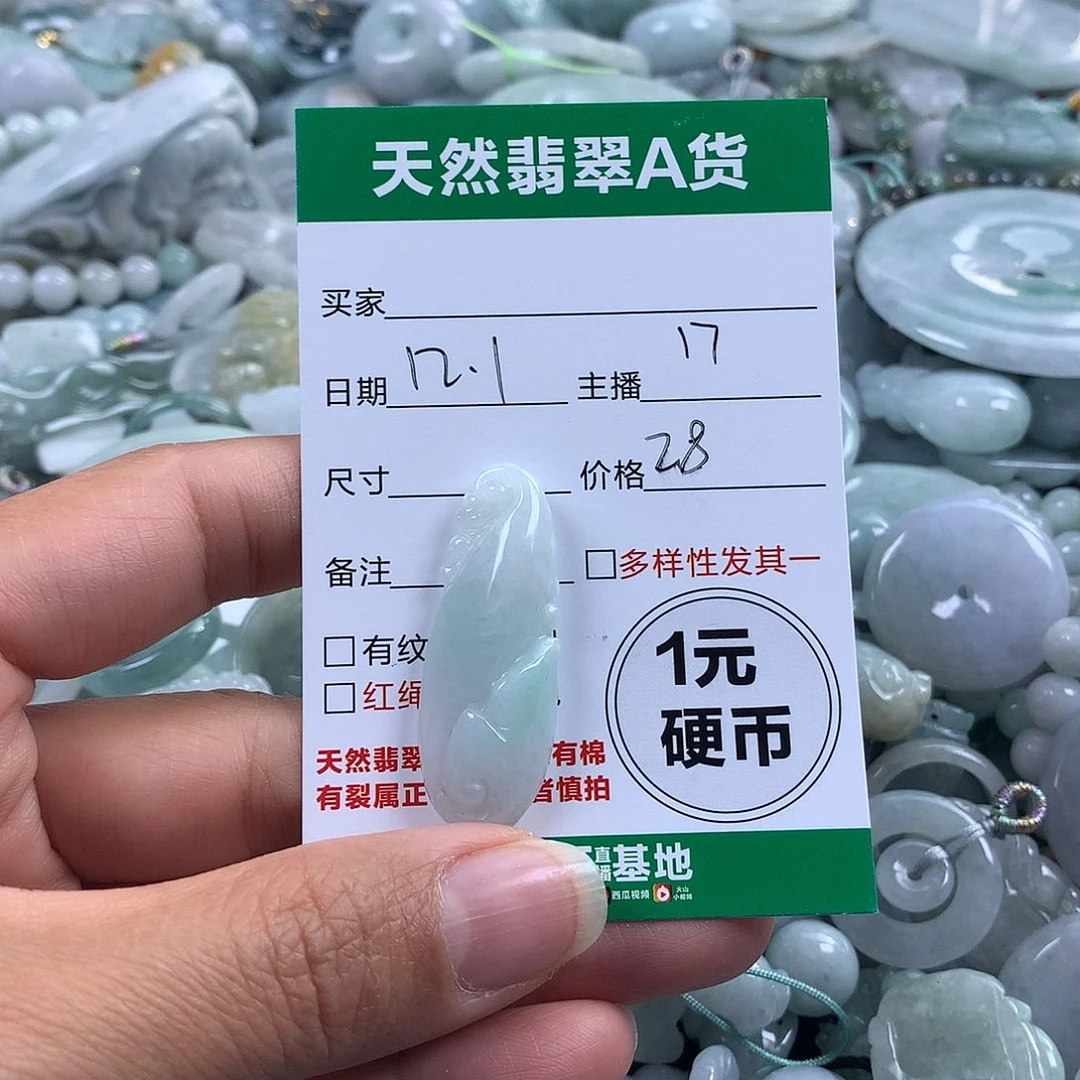 天然翡翠A货
买家
日期 12.1 主播 17
尺寸 价格 28
备注 □多样性发其一
□有纹
□红绳
天然翡翠 有棉
有裂属正 者慎拍
1元
硬币
直播基地
西瓜视频 火山小视频